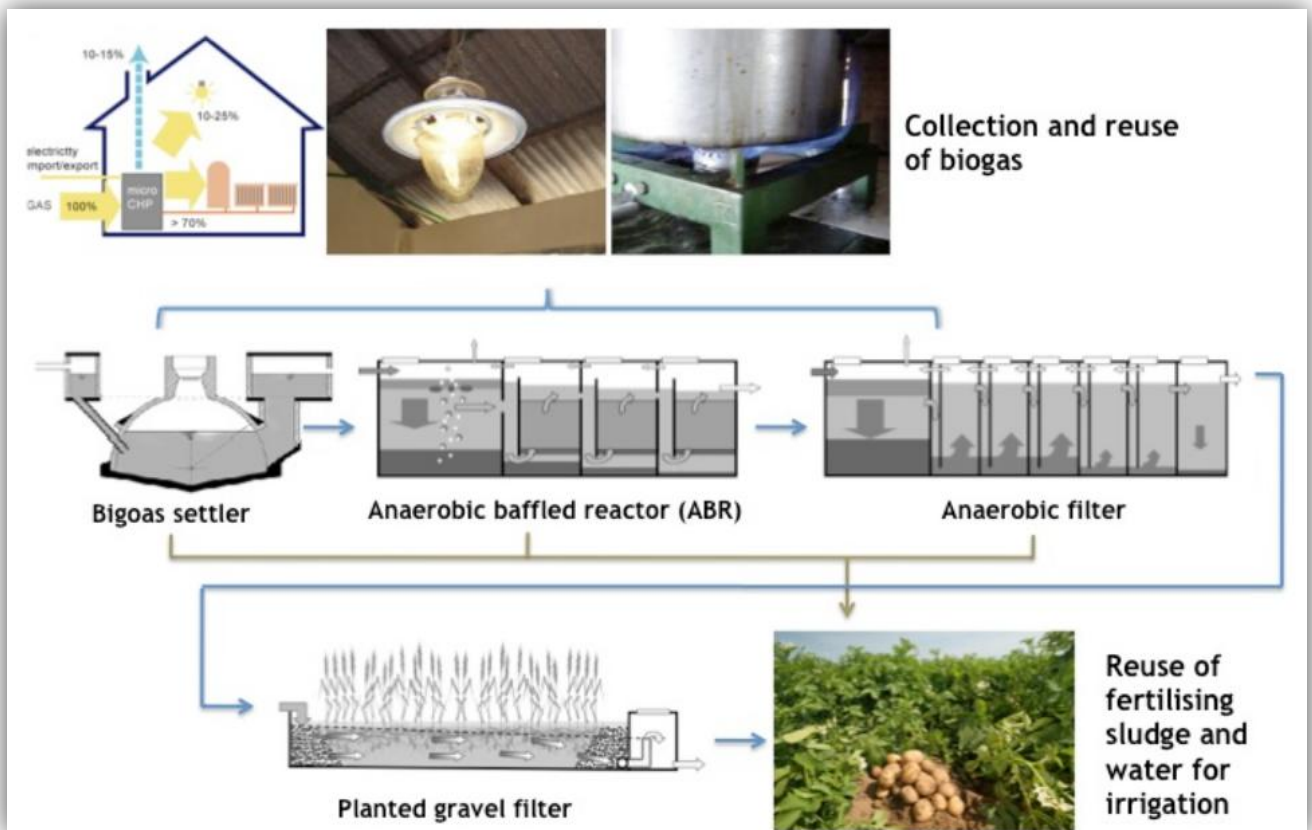 10-15%
10-25%
electricity
mport/export
GAS
100%
micro
CHP
> 70%
Collection and reuse
of biogas
Bigoas settler
Anaerobic baffled reactor (ABR)
Anaerobic filter
Planted gravel filter
Reuse of
fertilising
sludge and
water for
irrigation